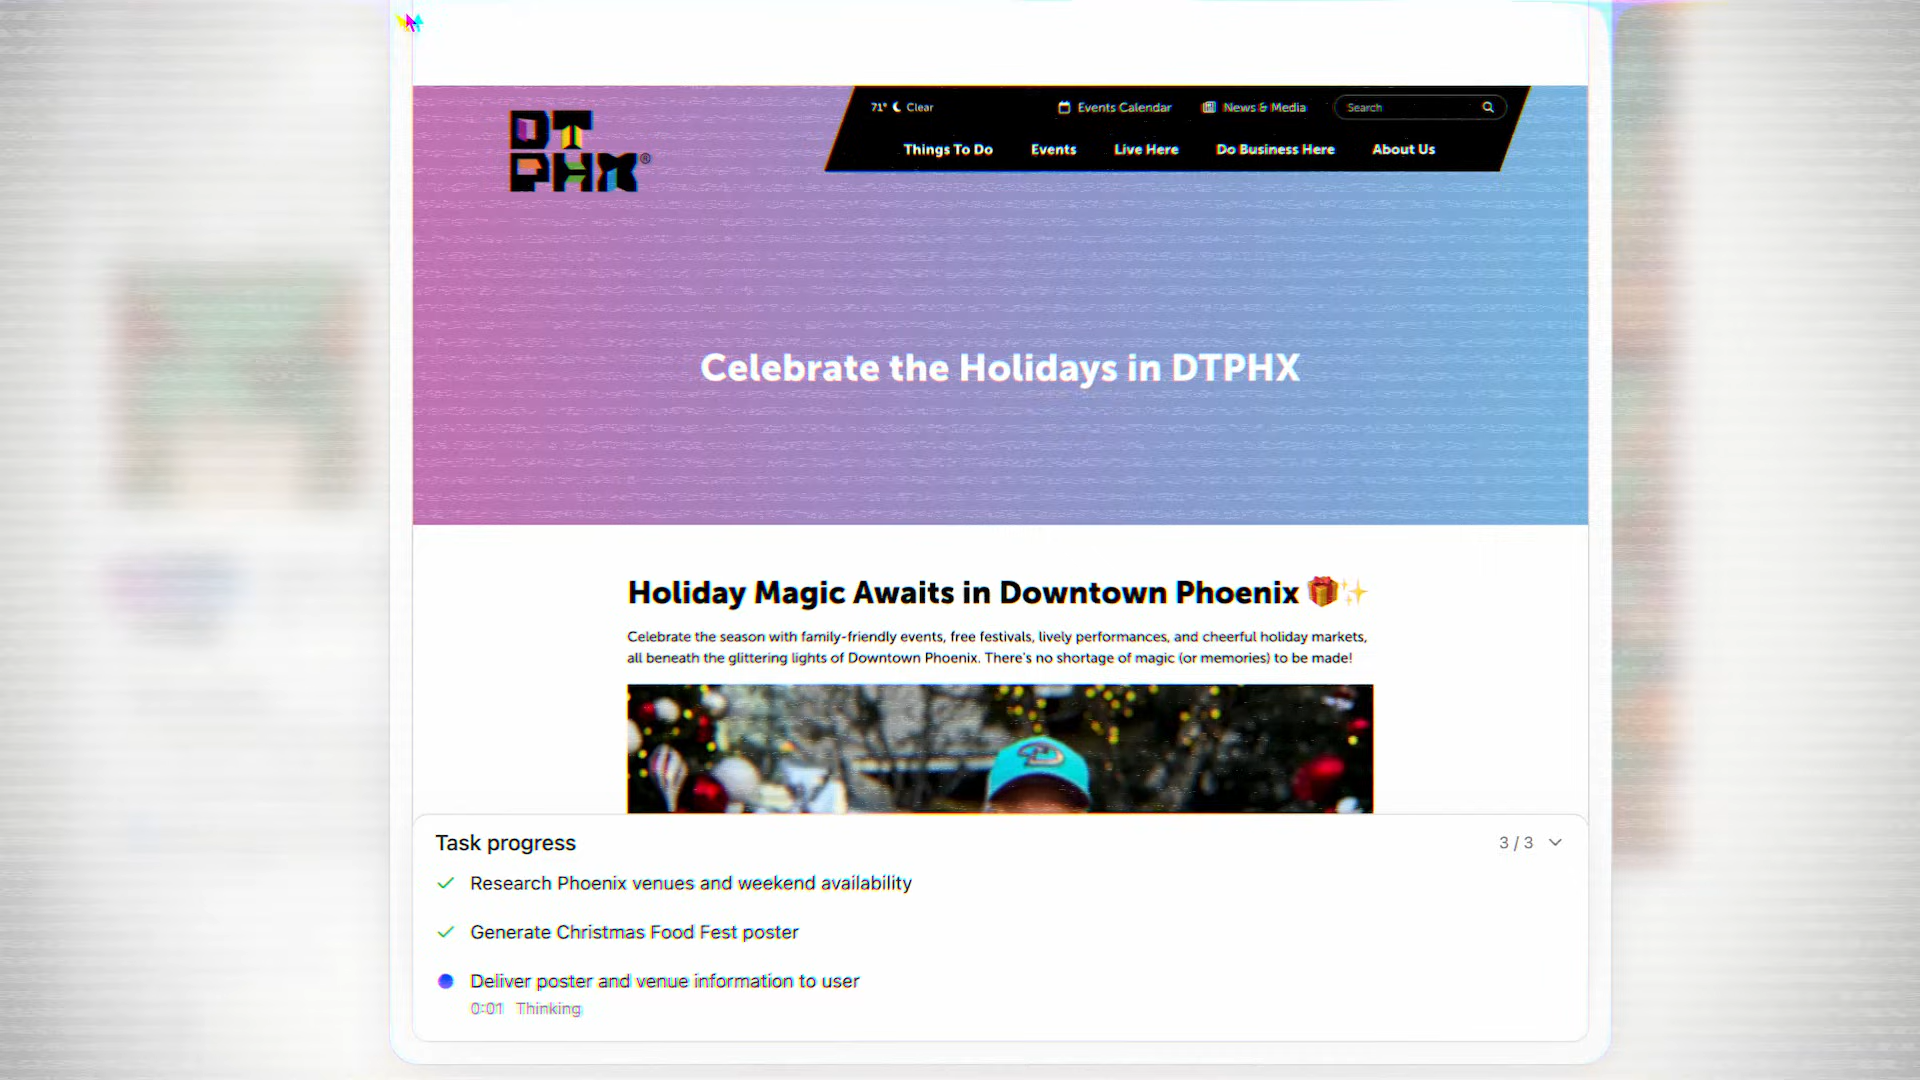 DT
PHX®
71° Clear
Events Calendar
News & Media
Search
Things To Do
Events
Live Here
Do Business Here
About Us
Celebrate the Holidays in DTPHX
Holiday Magic Awaits in Downtown Phoenix 🎁✨
Celebrate the season with family-friendly events, free festivals, lively performances, and cheerful holiday markets,
all beneath the glittering lights of Downtown Phoenix. There's no shortage of magic (or memories) to be made!
Task progress
3 / 3
Research Phoenix venues and weekend availability
Generate Christmas Food Fest poster
Deliver poster and venue information to user
0:01 Thinking